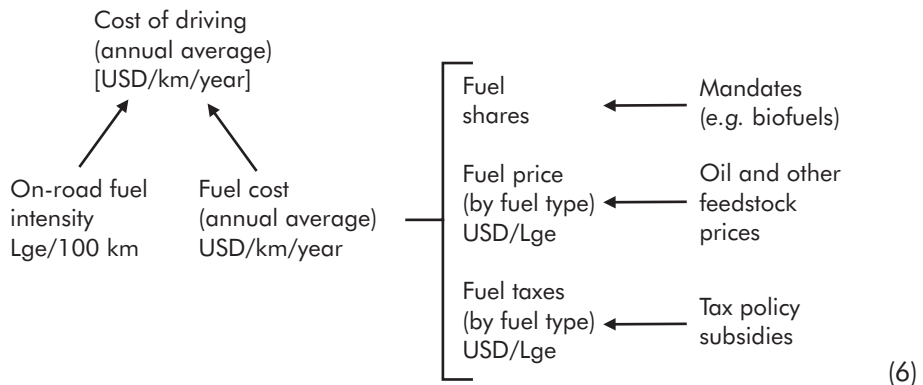 Cost of driving
(annual average)
[USD/km/year]
On-road fuel
intensity
Lge/100 km
Fuel cost
(annual average)
USD/km/year
Fuel
shares
Mandates
(e.g. biofuels)
Fuel price
(by fuel type)
USD/Lge
Oil and other
feedstock
prices
Fuel taxes
(by fuel type)
USD/Lge
Tax policy
subsidies
(6)